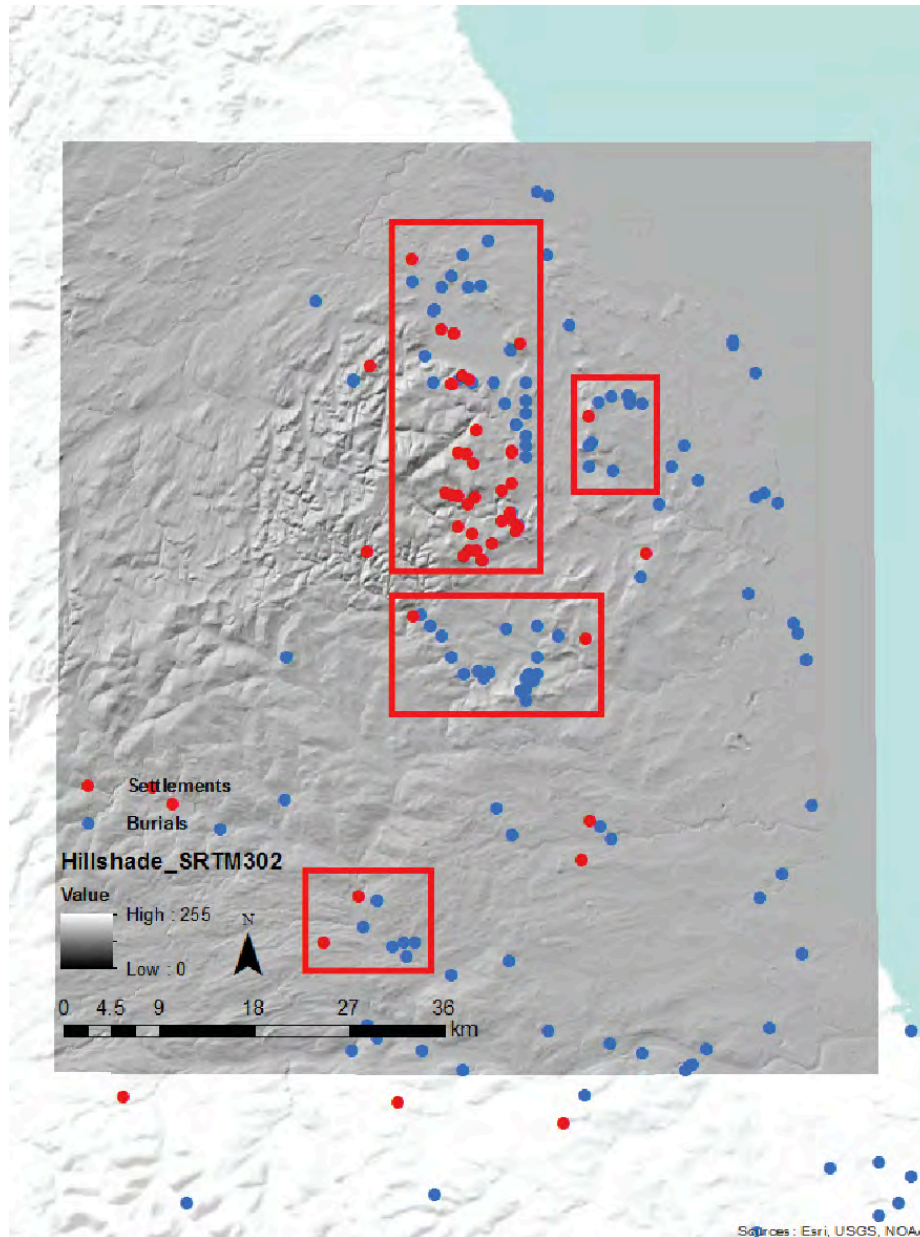 Settlements
Burials
Hillshade_SRTM302
Value
High : 255
Low : 0
N
0 4.5 9 18 27 36
km
Sources: Esri, USGS, NOA